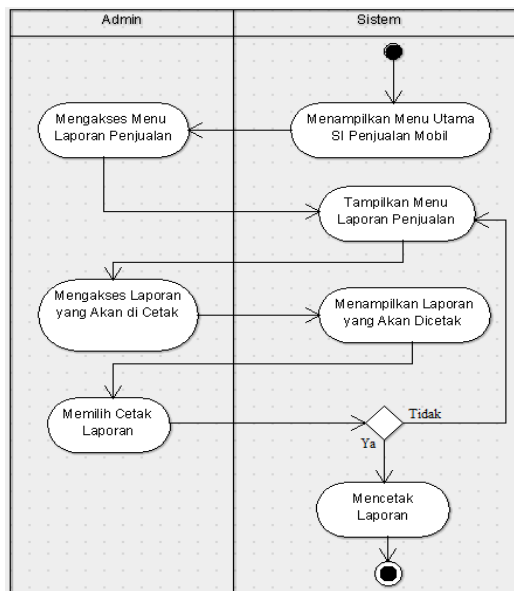 Admin
Sistem
Menampilkan Menu Utama
SI Penjualan Mobil
Mengakses Menu
Laporan Penjualan
Tampilkan Menu
Laporan Penjualan
Mengakses Laporan
yang Akan di Cetak
Menampilkan Laporan
yang Akan Dicetak
Memilih Cetak
Laporan
Tidak
Ya
Mencetak
Laporan